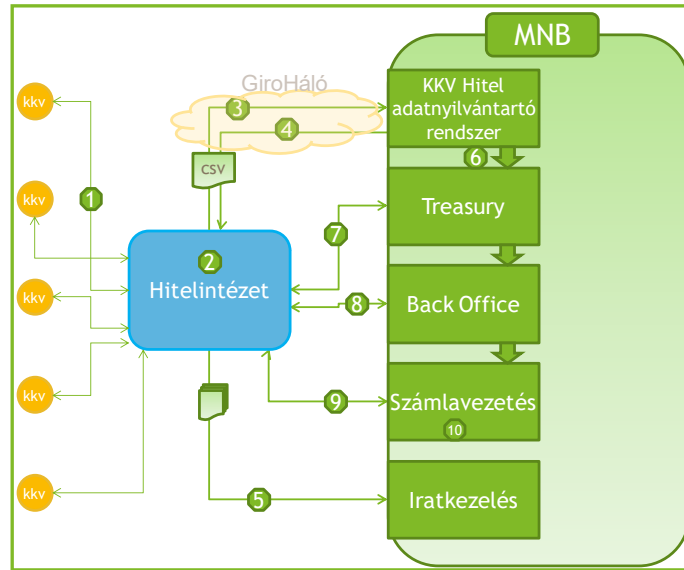 MNB
GiroHáló
kkv
3
KKV Hitel
adatnyilvántartó
rendszer
4
6
csv
1
kkv
Treasury
7
2
Hitelintézet
kkv
8
Back Office
kkv
9
Számlavezetés
10
kkv
5
Iratkezelés